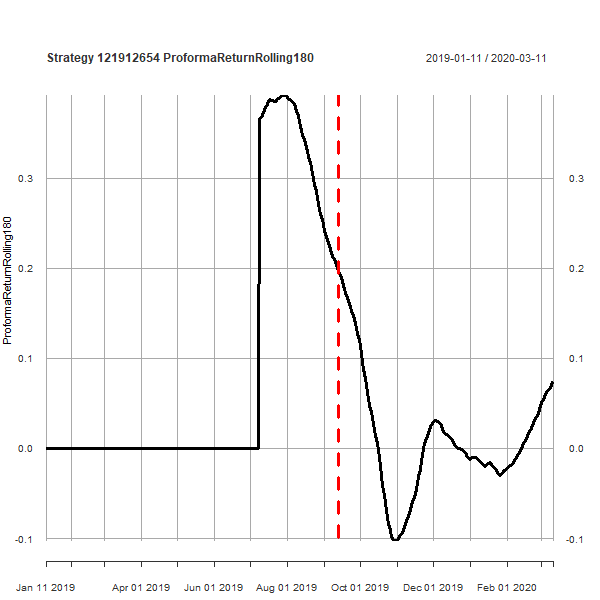 Strategy 121912654 ProformaReturnRolling180
2019-01-11 / 2020-03-11
ProformaReturnRolling180
0.3
0.3
0.2
0.2
0.1
0.1
0.0
0.0
-0.1
-0.1
Jan 11 2019
Apr 01 2019
Jun 01 2019
Aug 01 2019
Oct 01 2019
Dec 01 2019
Feb 01 2020